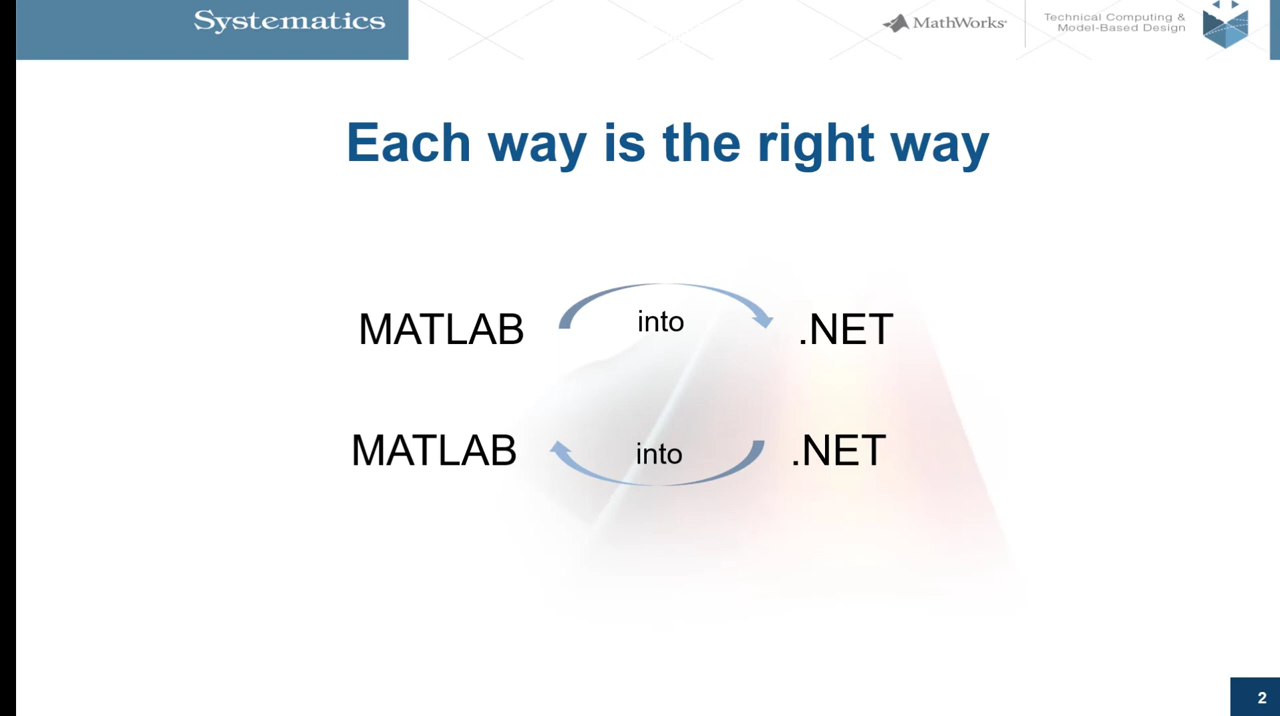 Systematics
MathWorks
Technical Computing &
Model-Based Design
Each way is the right way
MATLAB into .NET
MATLAB into .NET
2